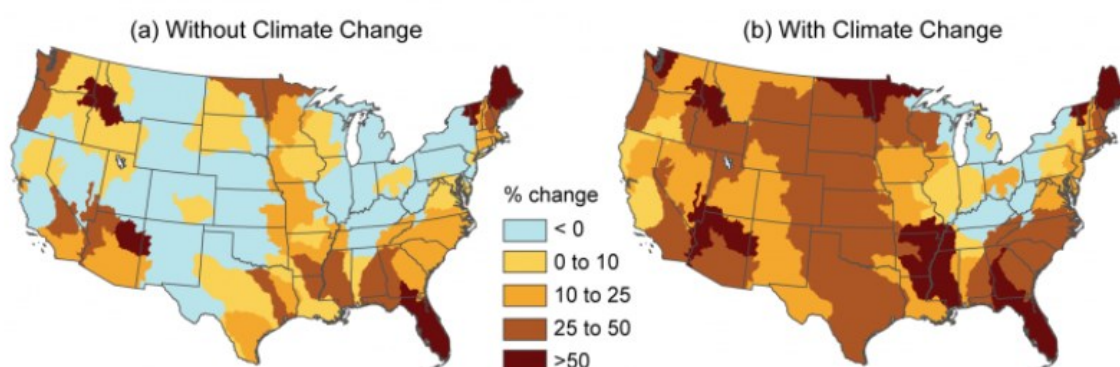 (a) Without Climate Change
(b) With Climate Change
% change
< 0
0 to 10
10 to 25
25 to 50
>50